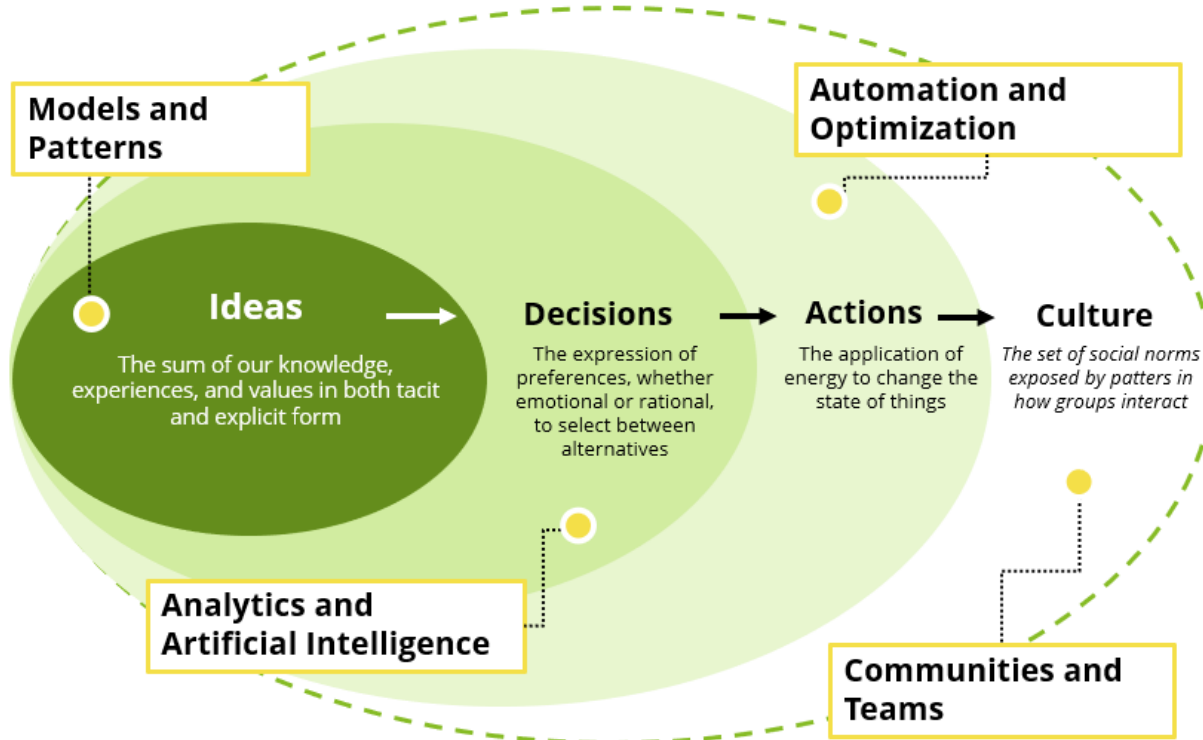 Models and
Patterns
Automation and
Optimization
Ideas
The sum of our knowledge,
experiences, and values in both tacit
and explicit form
Decisions
The expression of
preferences, whether
emotional or rational,
to select between
alternatives
Actions
The application of
energy to change the
state of things
Culture
The set of social norms
exposed by patters in
how groups interact
Analytics and
Artificial Intelligence
Communities and
Teams